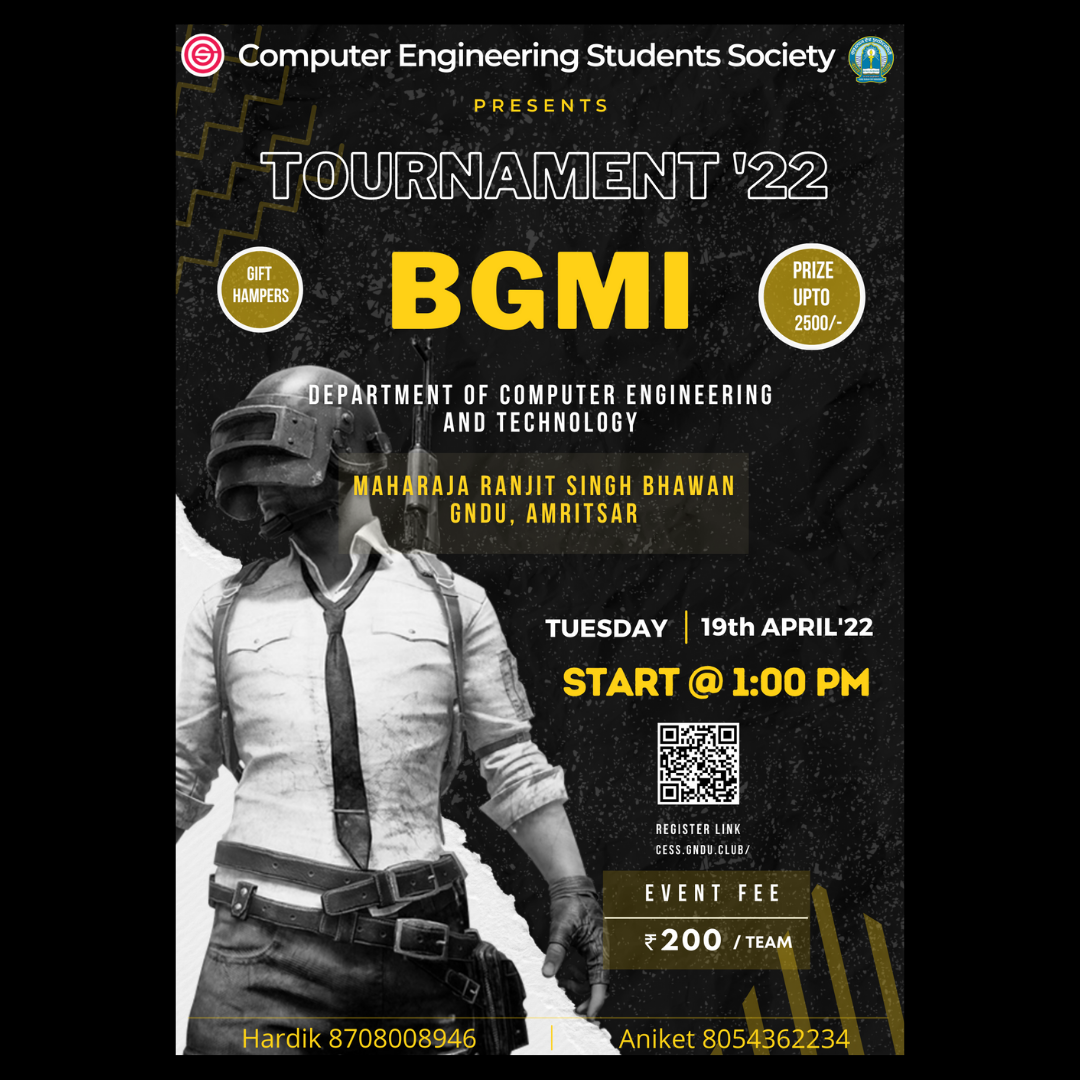 Computer Engineering Students Society
PRESENTS
TOURNAMENT '22
BGMI
GIFT
HAMPERS
PRIZE
UPTO
2500/-
DEPARTMENT OF COMPUTER ENGINEERING
AND TECHNOLOGY
MAHARAJA RANJIT SINGH BHAWAN
GNDU, AMRITSAR
TUESDAY | 19th APRIL'22
START @ 1:00 PM
REGISTER LINK
CESS.GNDU.CLUB/
EVENT FEE
₹200 / TEAM
Hardik 8708008946 | Aniket 8054362234